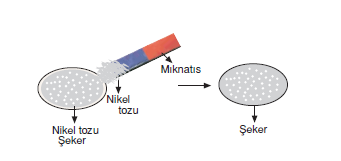 Mıknatıs
Nikel
tozu
Nikel tozu
Şeker
Şeker